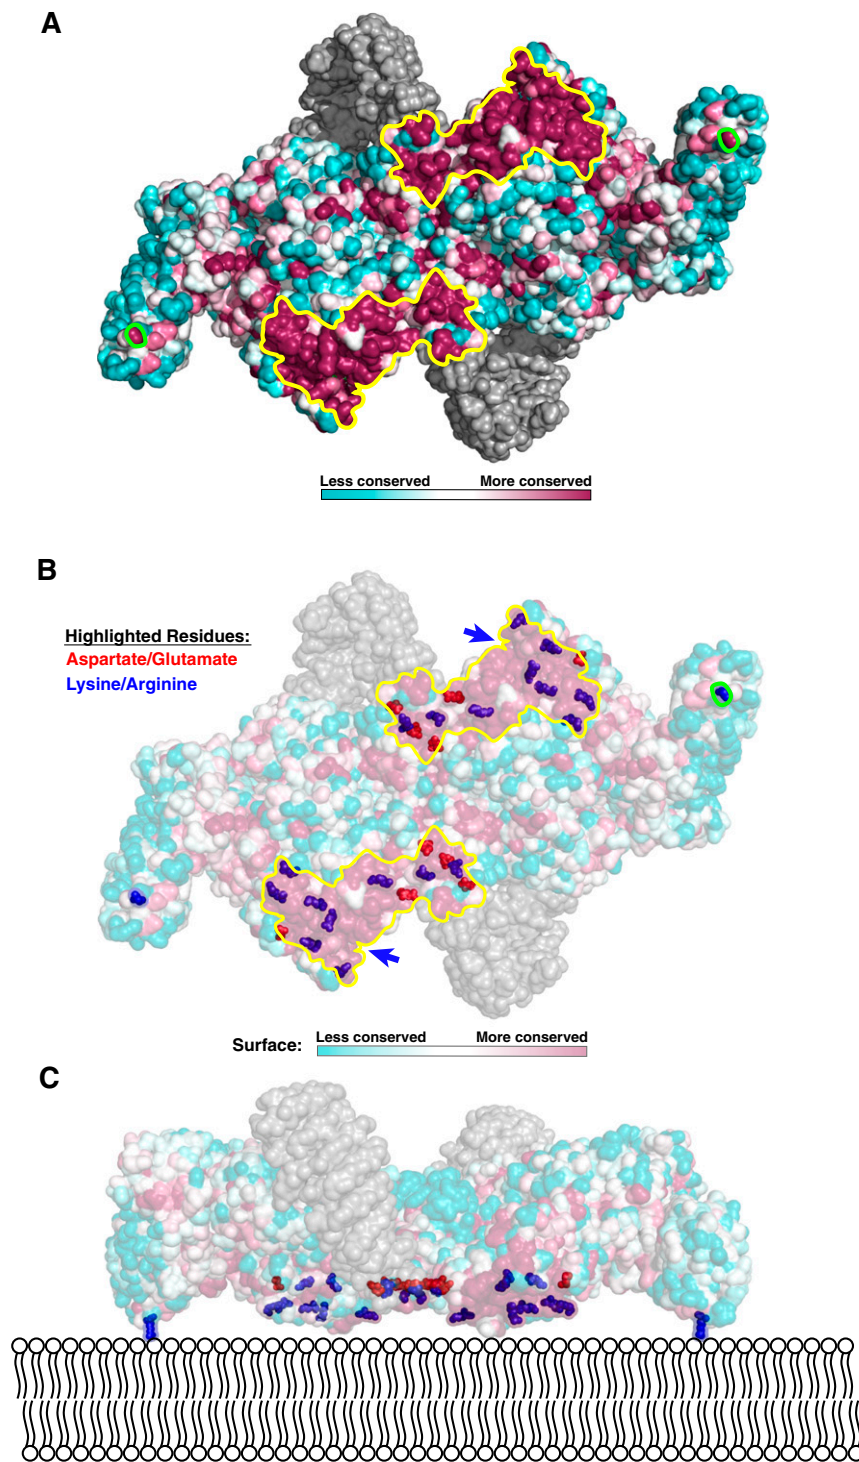 A
Less conserved More conserved
B
Highlighted Residues:
Aspartate/Glutamate
Lysine/Arginine
Less conserved More conserved
Surface:
C